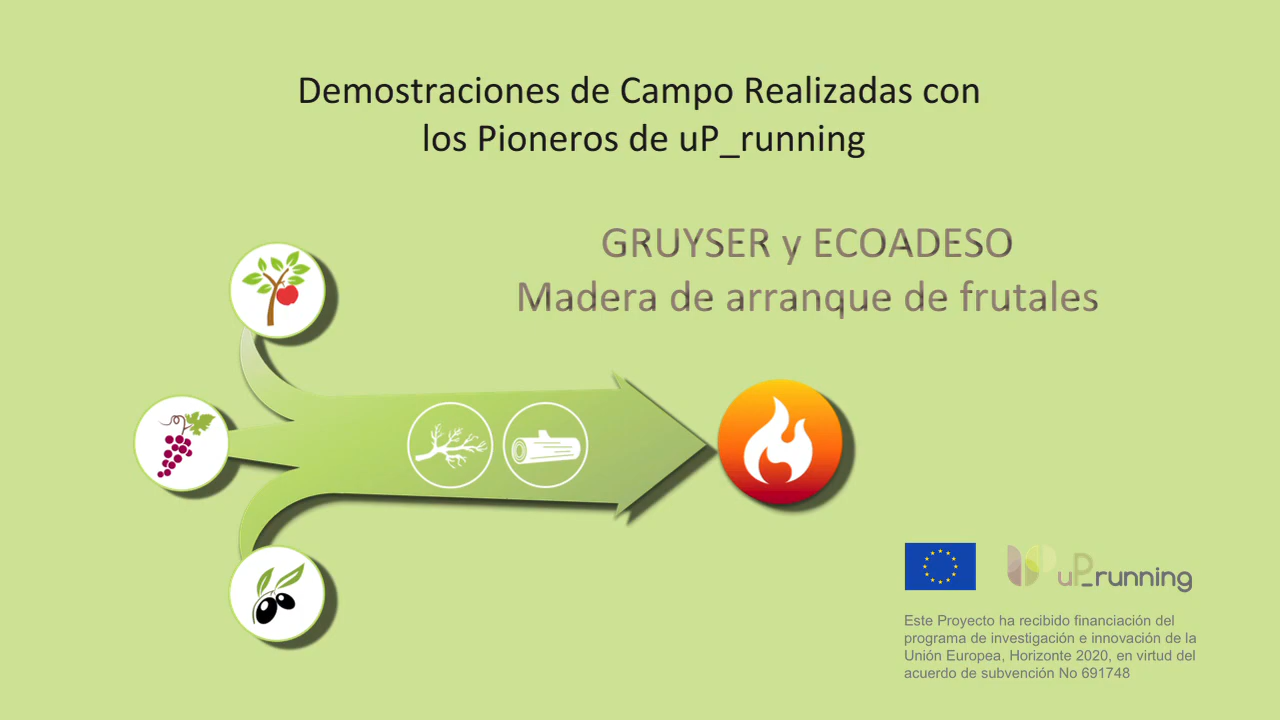 Demostraciones de Campo Realizadas con
los Pioneros de uP_running
GRUYSER y ECOADESO
Madera de arranque de frutales
uP_running
Este Proyecto ha recibido financiación del
programa de investigación e innovación de la
Unión Europea, Horizonte 2020, en virtud del
acuerdo de subvención No 691748